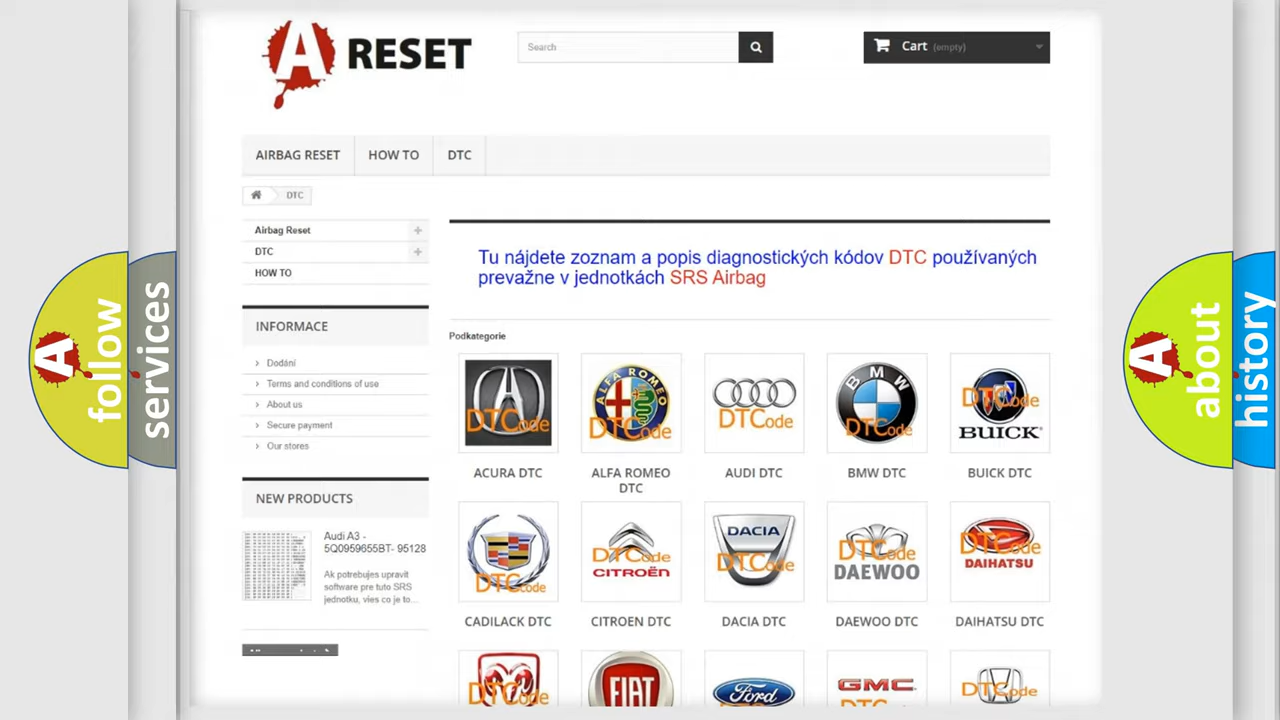 A RESET
Search
Cart (empty)
AIRBAG RESET
HOW TO
DTC
DTC
Airbag Reset
DTC
HOW TO
INFORMACE
Dodání
Terms and conditions of use
About us
Secure payment
Our stores
NEW PRODUCTS
Audi A3 -
5Q0959655BT- 95128
Ak potrebujes upravit
software pre tuto SRS
jednotku, vies co je to...
Tu nájdete zoznam a popis diagnostických kódov DTC používaných
prevažne v jednotkách SRS Airbag
Podkategorie
DTCode
ALFA ROMEO
DTCode
DTCode
BMW
DTCode
DTCode
BUICK
ACURA DTC
ALFA ROMEO
DTC
AUDI DTC
BMW DTC
BUICK DTC
DTCode
DTCode
CITROËN
DACIA
DTCode
DTCode
DAEWOO
DTCode
DAIHATSU
CADILACK DTC
CITROEN DTC
DACIA DTC
DAEWOO DTC
DAIHATSU DTC
DTCode
FIAT
Ford
GMC
DTCode
A follow
services
A about
history